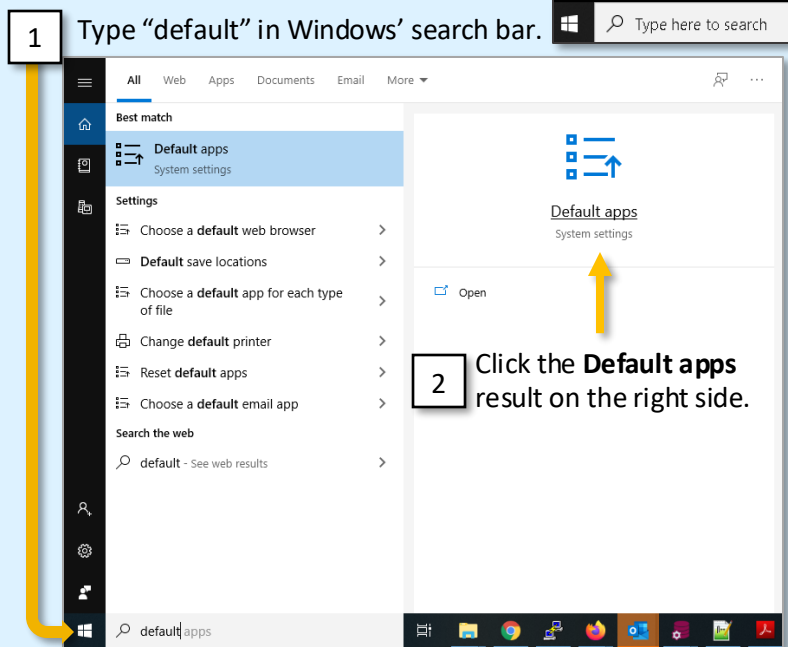 1
Type “default” in Windows’ search bar.
Type here to search
All Web Apps Documents Email More
Best match
Default apps
System settings
Settings
Choose a default web browser
Default save locations
Choose a default app for each type
of file
Change default printer
Reset default apps
Choose a default email app
Search the web
default - See web results
Default apps
System settings
Open
2
Click the Default apps
result on the right side.
default apps